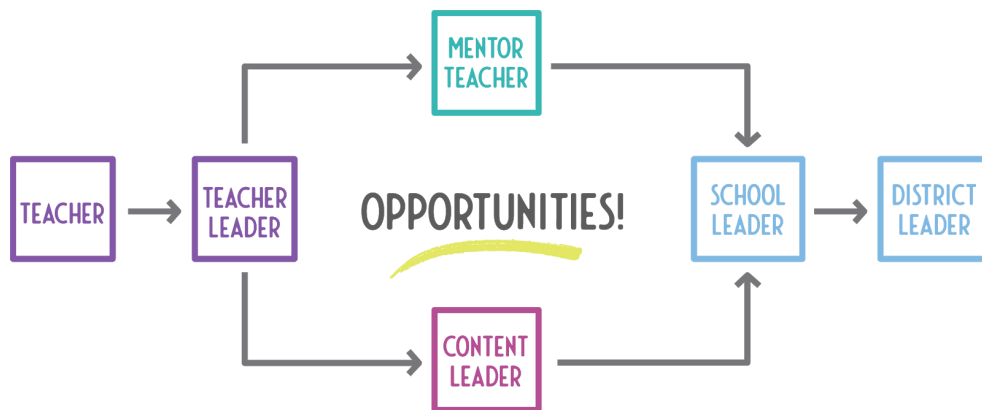 MENTOR
TEACHER
TEACHER
TEACHER
LEADER
OPPORTUNITIES!
SCHOOL
LEADER
DISTRICT
LEADER
CONTENT
LEADER